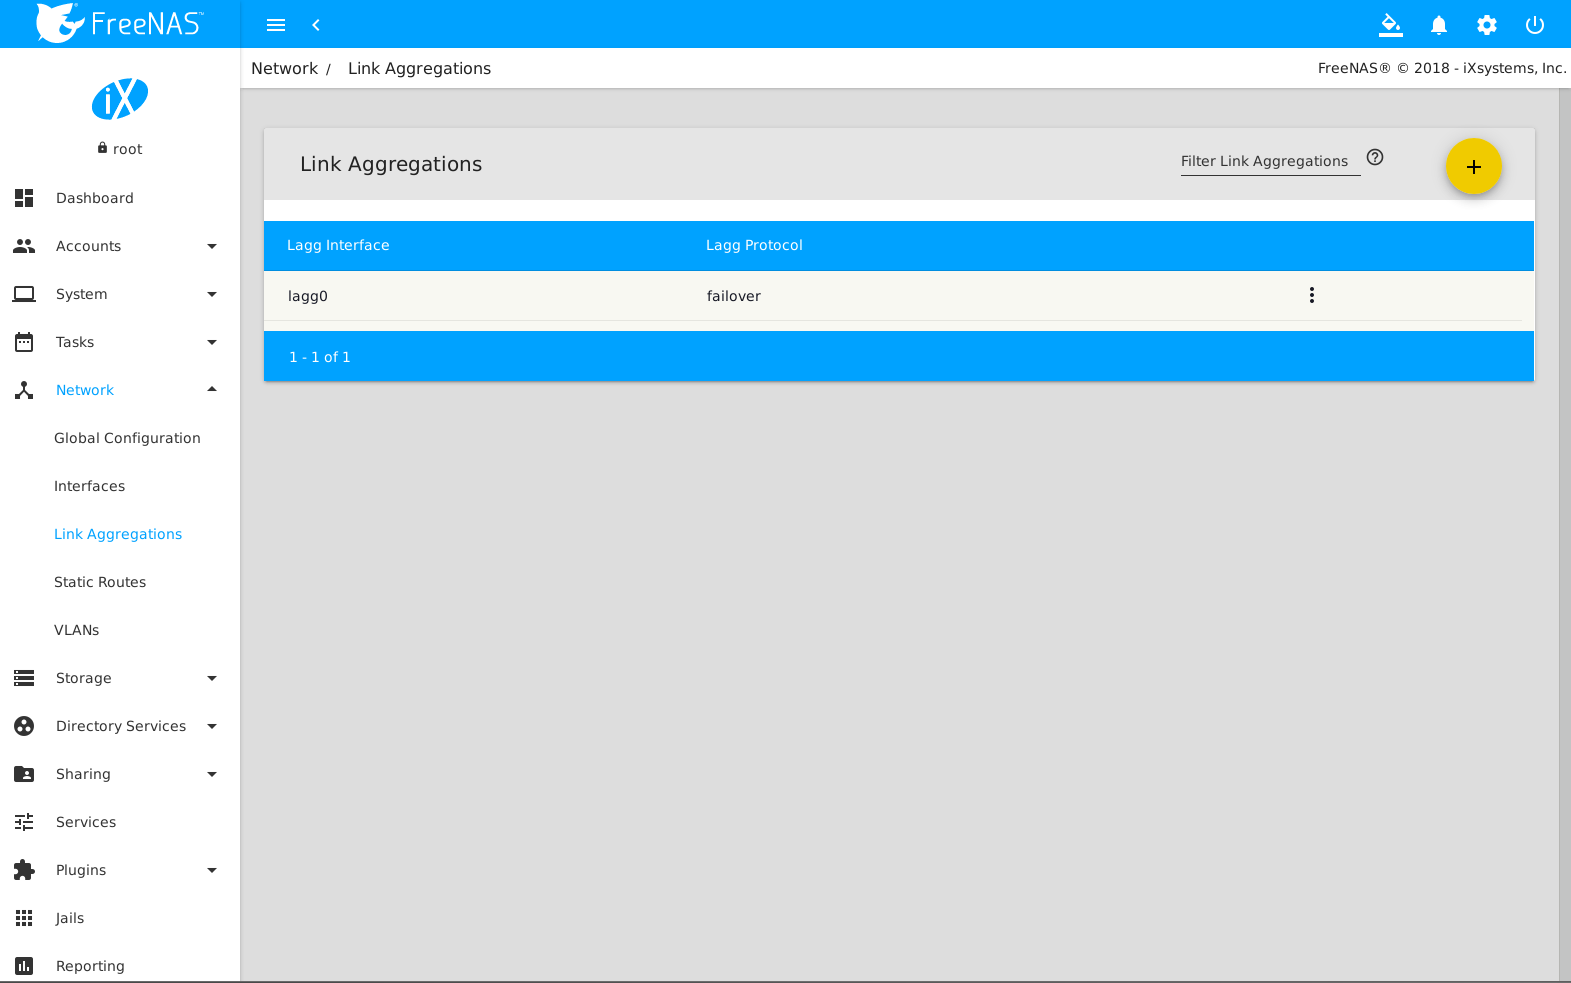 FreeNAS™
Network / Link Aggregations
FreeNAS® © 2018 - iXsystems, Inc.
iX
root
Dashboard
Accounts
System
Tasks
Network
Global Configuration
Interfaces
Link Aggregations
Static Routes
VLANs
Storage
Directory Services
Sharing
Services
Plugins
Jails
Reporting
Link Aggregations
Filter Link Aggregations
Lagg Interface Lagg Protocol
lagg0 failover
1 - 1 of 1